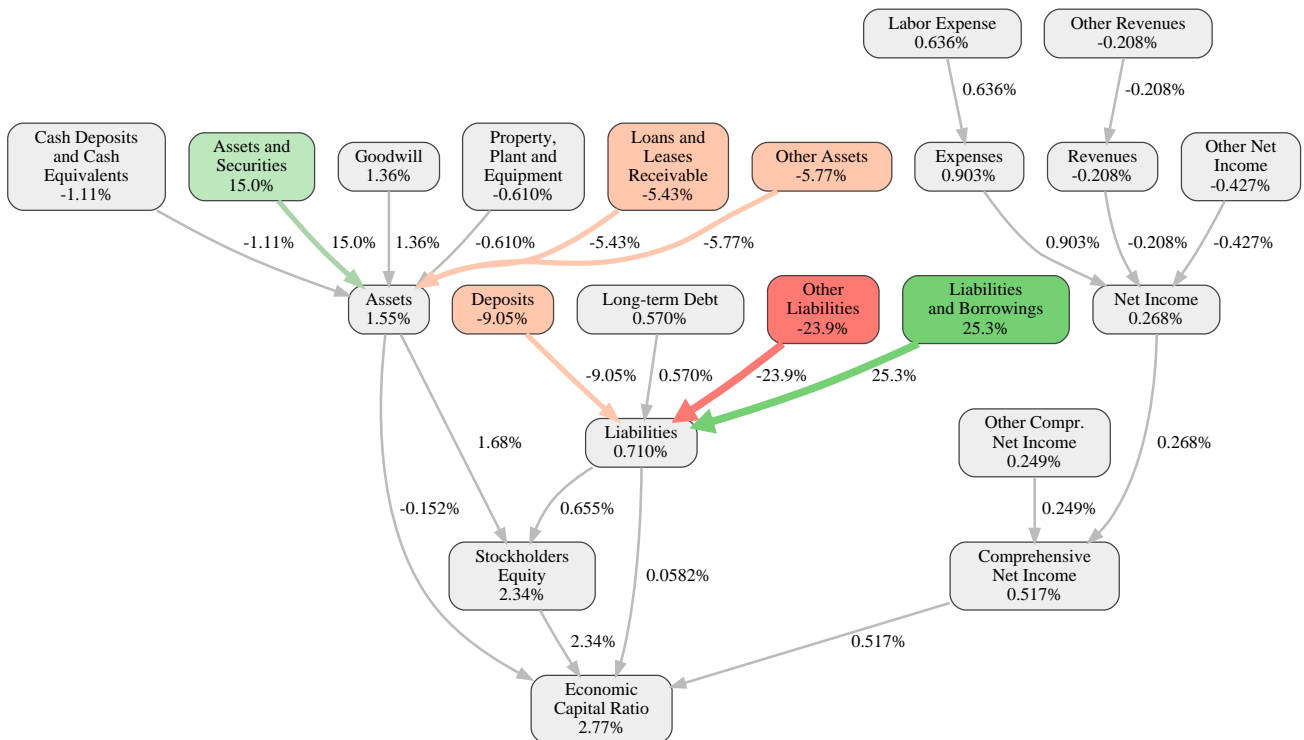 Labor Expense
0.636%
Other Revenues
-0.208%
0.636%
-0.208%
Cash Deposits
and Cash
Equivalents
-1.11%
Assets and
Securities
15.0%
Goodwill
1.36%
Property,
Plant and
Equipment
-0.610%
Loans and
Leases
Receivable
-5.43%
Other Assets
-5.77%
Expenses
0.903%
Revenues
-0.208%
Other Net
Income
-0.427%
-1.11%
15.0%
1.36%
-0.610%
-5.43%
-5.77%
0.903%
-0.208%
-0.427%
Assets
1.55%
Deposits
-9.05%
Long-term Debt
0.570%
Other
Liabilities
-23.9%
Liabilities
and Borrowings
25.3%
Net Income
0.268%
-9.05%
0.570%
-23.9%
25.3%
Liabilities
0.710%
Other Compr.
Net Income
0.249%
1.68%
0.268%
-0.152%
0.655%
0.249%
Stockholders
Equity
2.34%
0.0582%
Comprehensive
Net Income
0.517%
2.34%
0.517%
Economic
Capital Ratio
2.77%